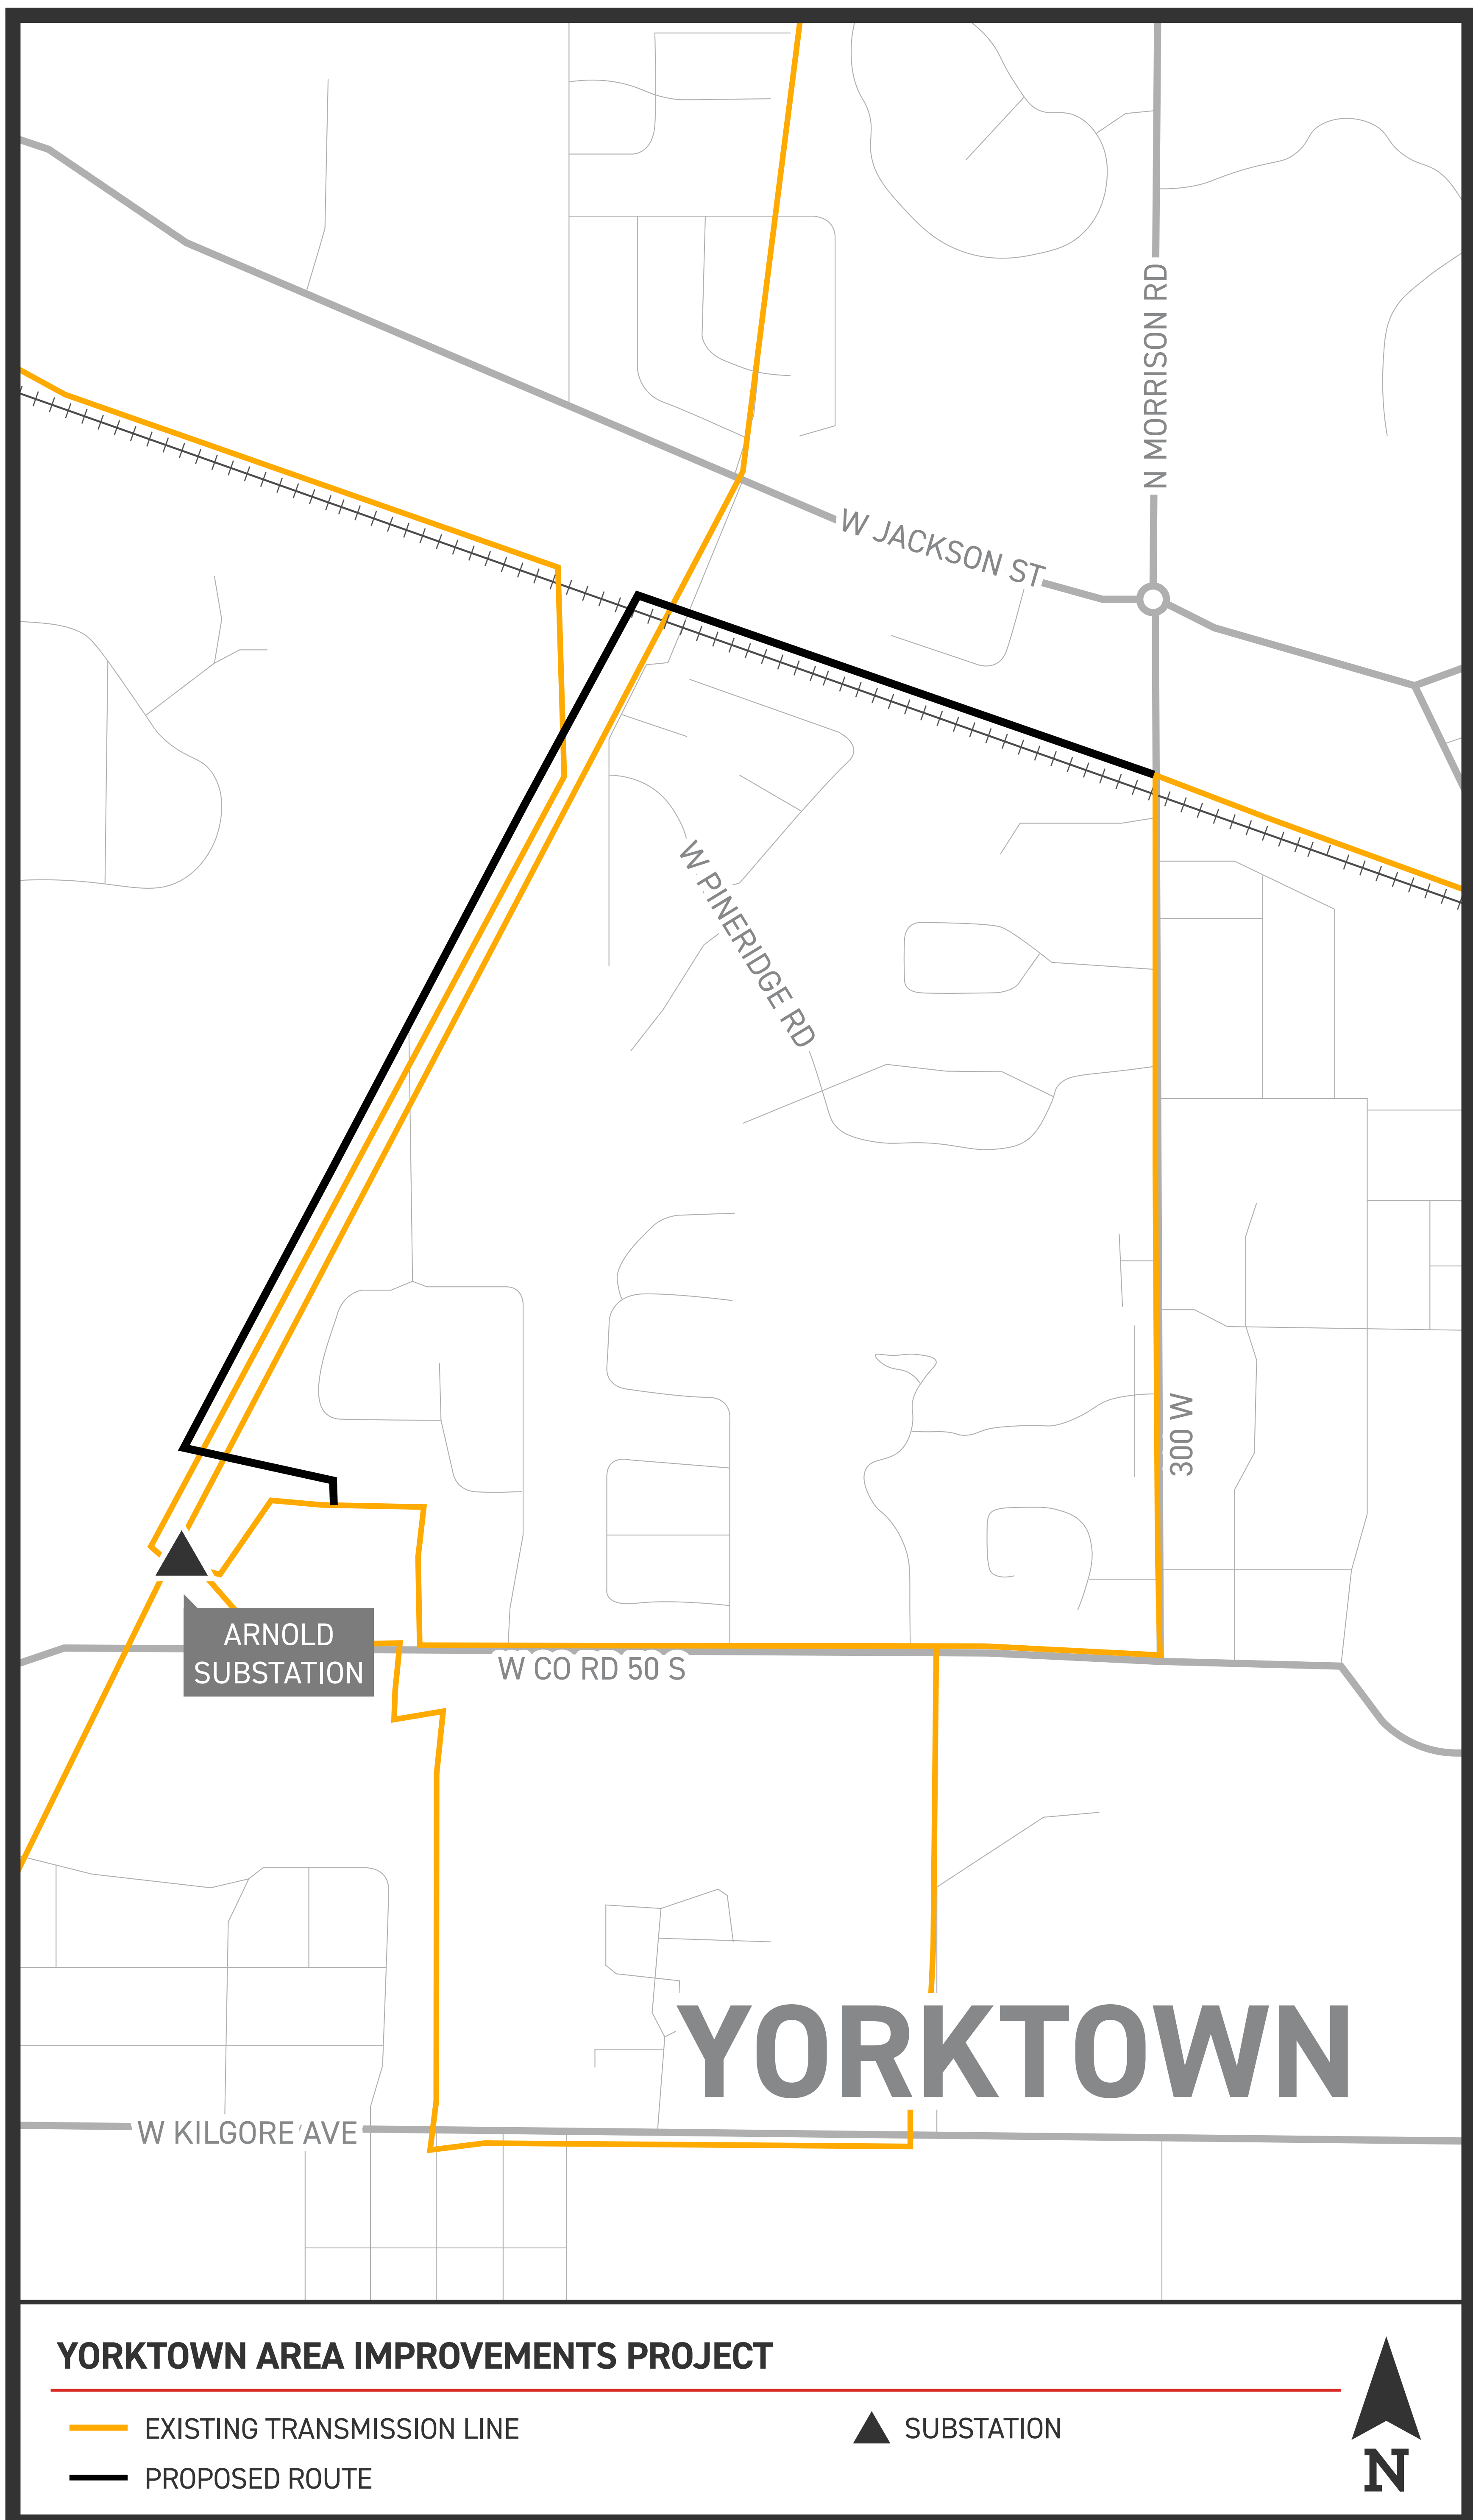 N MORRISON RD
W JACKSON ST
W PINERIDGE RD
300 W
ARNOLD
SUBSTATION
W CO RD 50 S
YORKTOWN
W KILGORE AVE
YORKTOWN AREA IMPROVEMENTS PROJECT
EXISTING TRANSMISSION LINE
SUBSTATION
PROPOSED ROUTE
N